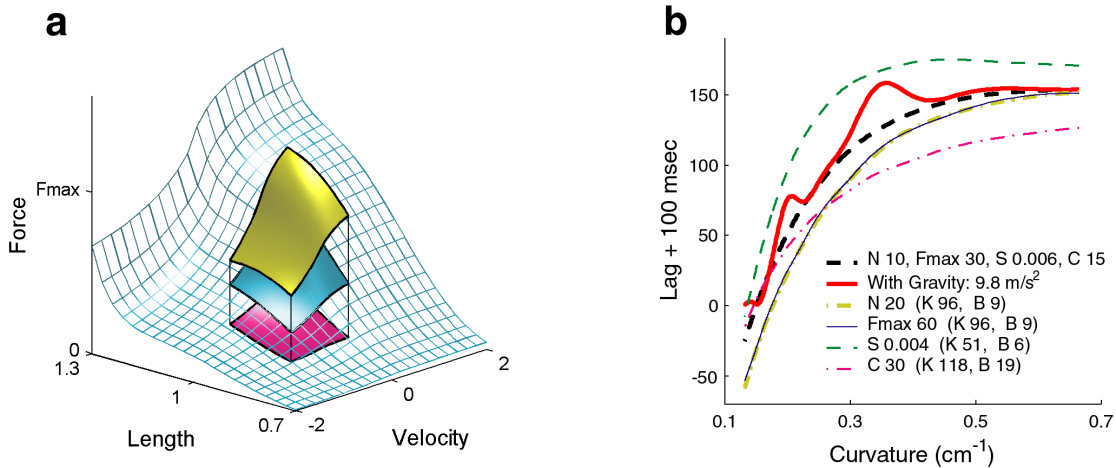 a
Force
Fmax
0
1.3
1
0.7
Length
-2
0
2
Velocity
b
Lag + 100 msec
150
100
50
0
-50
N 10, Fmax 30, S 0.006, C 15
With Gravity: 9.8 m/s²
N 20 (K 96, B 9)
Fmax 60 (K 96, B 9)
S 0.004 (K 51, B 6)
C 30 (K 118, B 19)
0.1
0.3
0.5
0.7
Curvature (cm⁻¹)